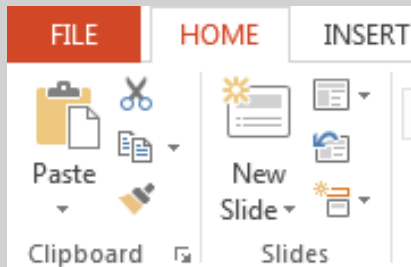 FILE HOME INSERT
Paste
New
Slide
Clipboard Slides